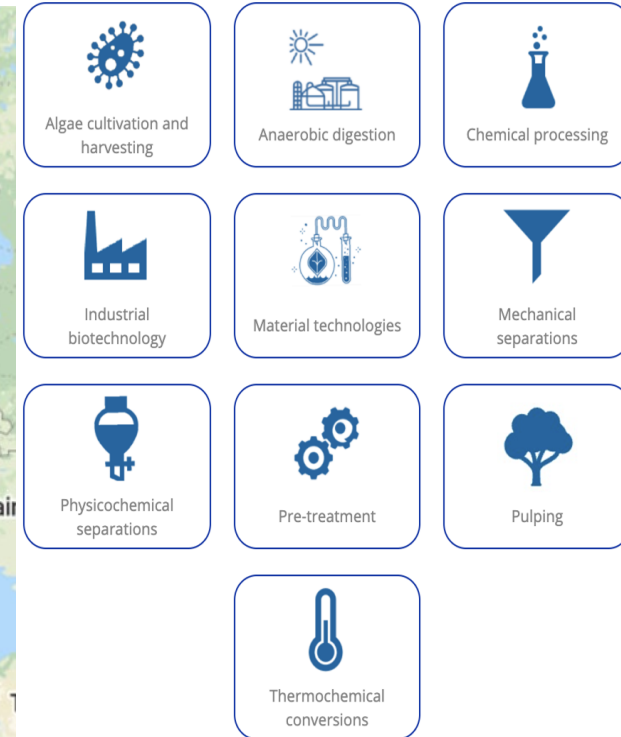 Algae cultivation and
harvesting
Anaerobic digestion
Chemical processing
Industrial
biotechnology
Material technologies
Mechanical
separations
Physicochemical
separations
Pre-treatment
Pulping
Thermochemical
conversions